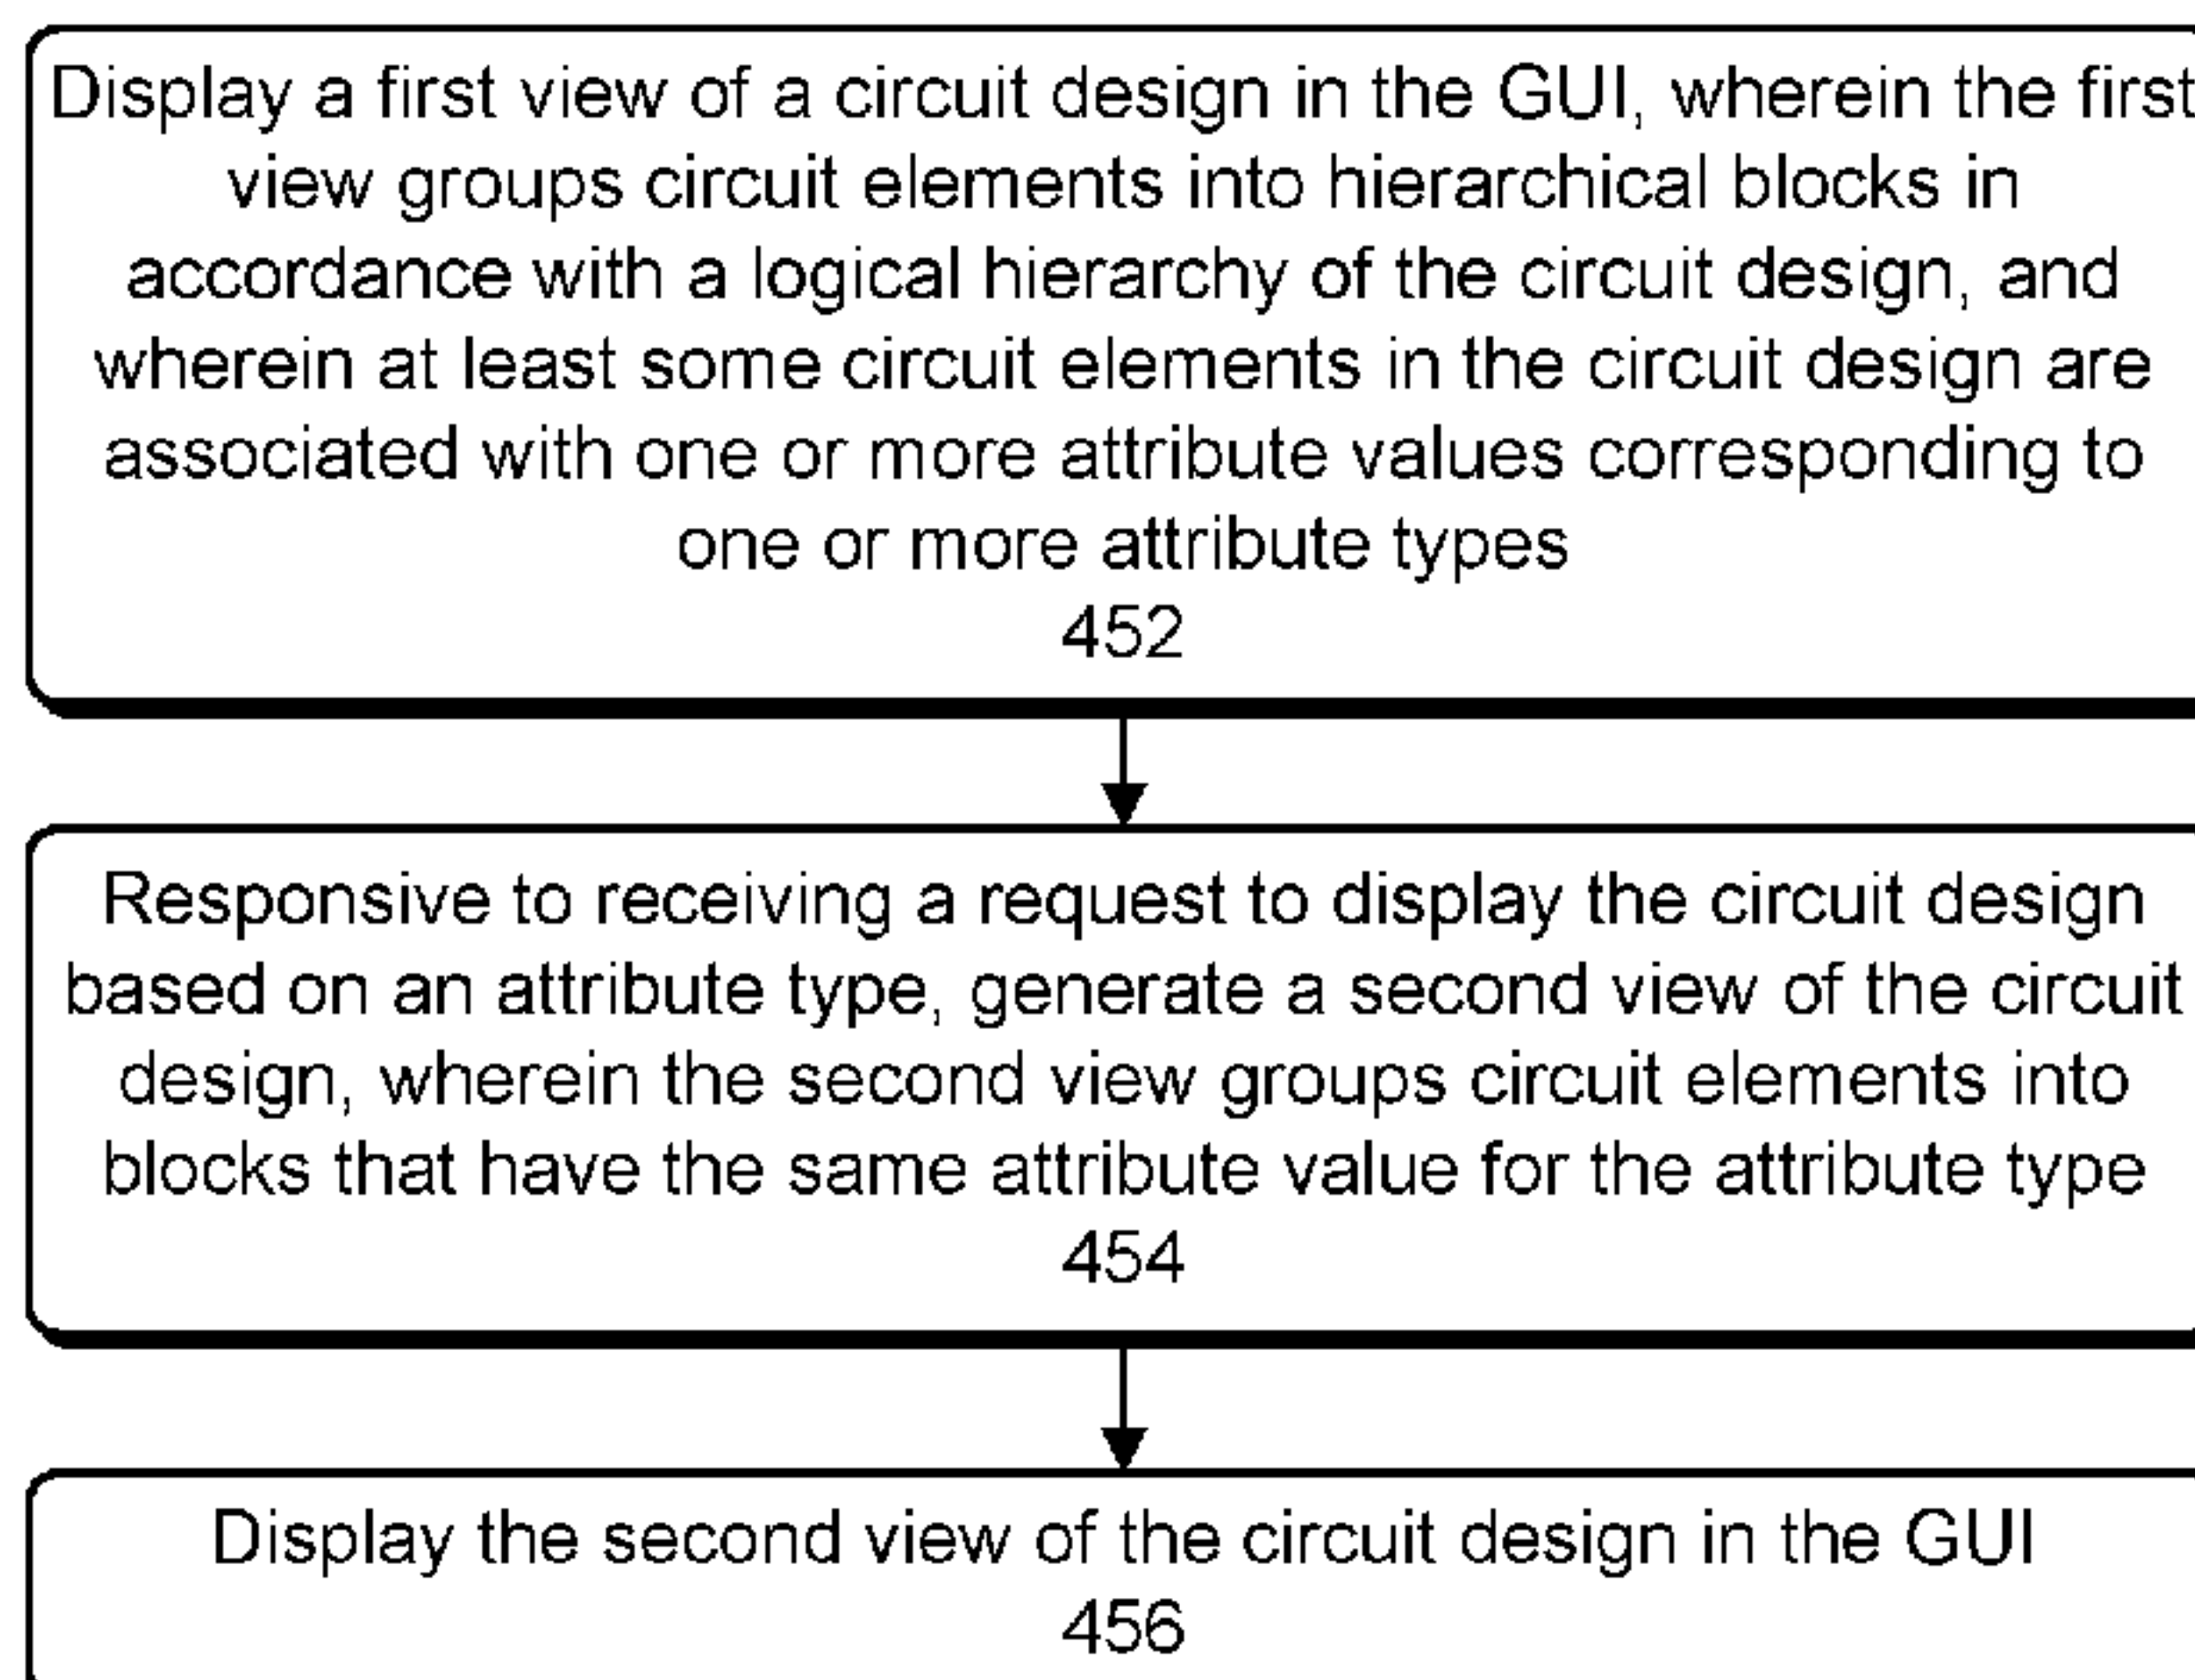 Display a first view of a circuit design in the GUI, wherein the first
view groups circuit elements into hierarchical blocks in
accordance with a logical hierarchy of the circuit design, and
wherein at least some circuit elements in the circuit design are
associated with one or more attribute values corresponding to
one or more attribute types
452
Responsive to receiving a request to display the circuit design
based on an attribute type, generate a second view of the circuit
design, wherein the second view groups circuit elements into
blocks that have the same attribute value for the attribute type
454
Display the second view of the circuit design in the GUI
456